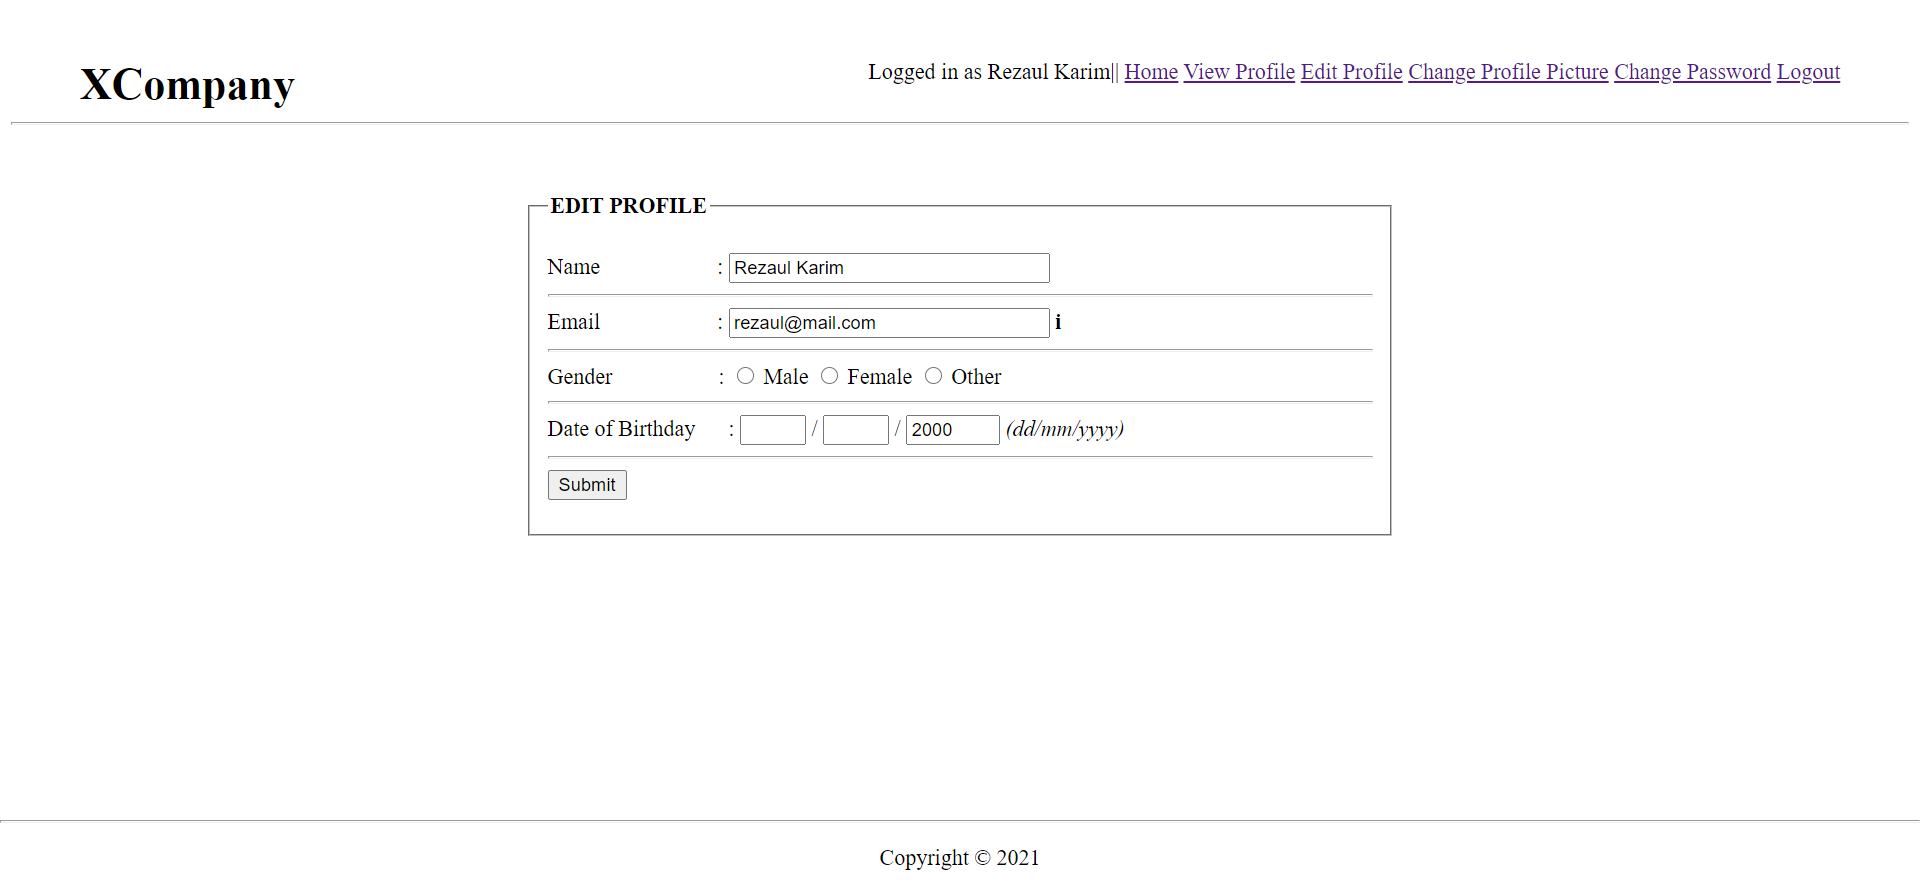 XCompany
Logged in as Rezaul Karim|| Home View Profile Edit Profile Change Profile Picture Change Password Logout
EDIT PROFILE
Name : Rezaul Karim
Email : rezaul@mail.com i
Gender : Male Female Other
Date of Birthday : / / 2000 (dd/mm/yyyy)
Submit
Copyright © 2021